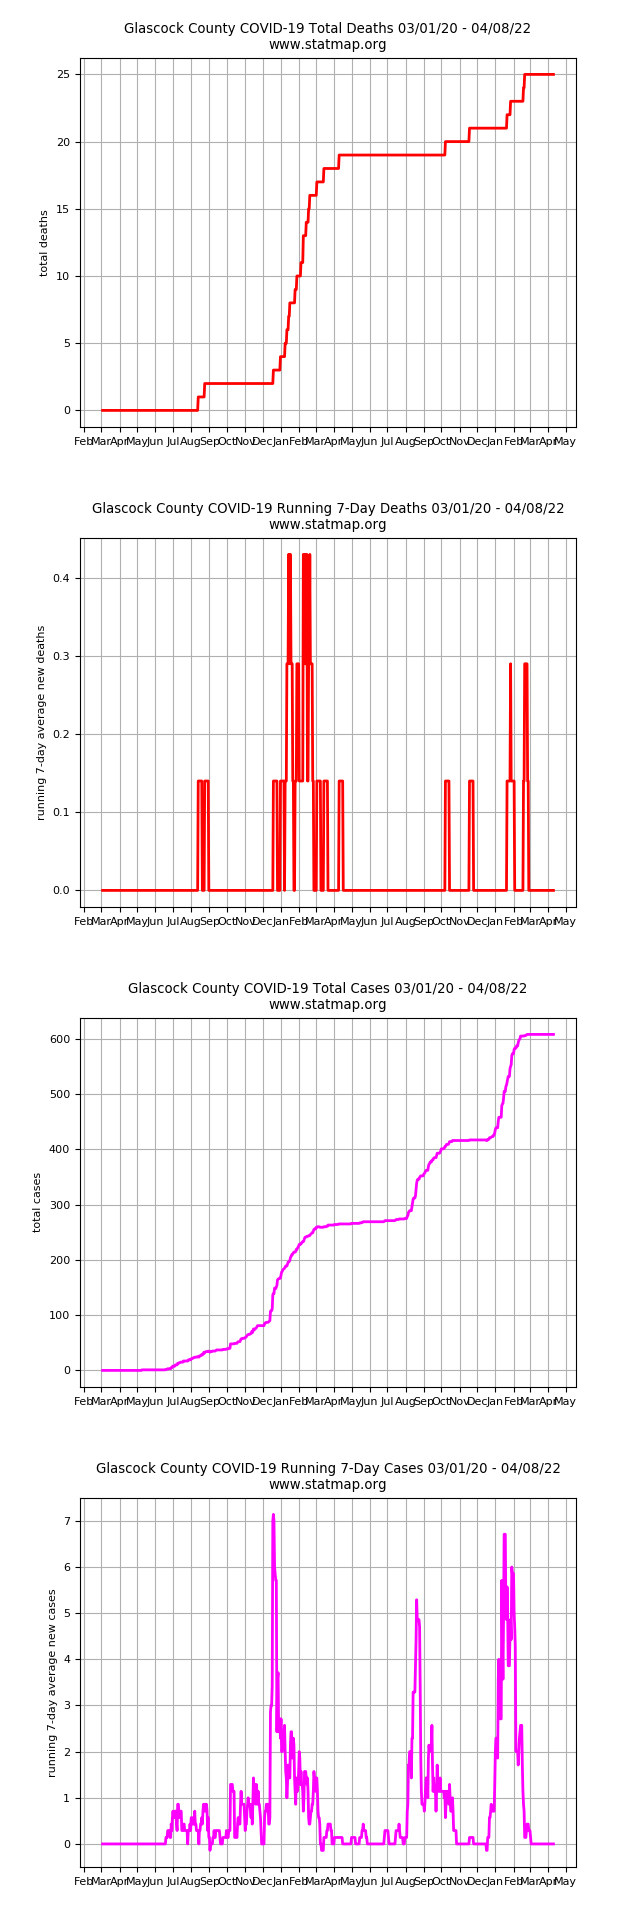 Glascock County COVID-19 Total Deaths 03/01/20 - 04/08/22
www.statmap.org
25
20
15
10
5
0
total deaths
Feb Mar Apr May Jun Jul Aug Sep Oct Nov Dec Jan Feb Mar Apr May Jun Jul Aug Sep Oct Nov Dec Jan Feb Mar Apr May
Glascock County COVID-19 Running 7-Day Deaths 03/01/20 - 04/08/22
www.statmap.org
0.4
0.3
0.2
0.1
0.0
running 7-day average new deaths
Feb Mar Apr May Jun Jul Aug Sep Oct Nov Dec Jan Feb Mar Apr May Jun Jul Aug Sep Oct Nov Dec Jan Feb Mar Apr May
Glascock County COVID-19 Total Cases 03/01/20 - 04/08/22
www.statmap.org
600
500
400
300
200
100
0
total cases
Feb Mar Apr May Jun Jul Aug Sep Oct Nov Dec Jan Feb Mar Apr May Jun Jul Aug Sep Oct Nov Dec Jan Feb Mar Apr May
Glascock County COVID-19 Running 7-Day Cases 03/01/20 - 04/08/22
www.statmap.org
7
6
5
4
3
2
1
0
running 7-day average new cases
Feb Mar Apr May Jun Jul Aug Sep Oct Nov Dec Jan Feb Mar Apr May Jun Jul Aug Sep Oct Nov Dec Jan Feb Mar Apr May